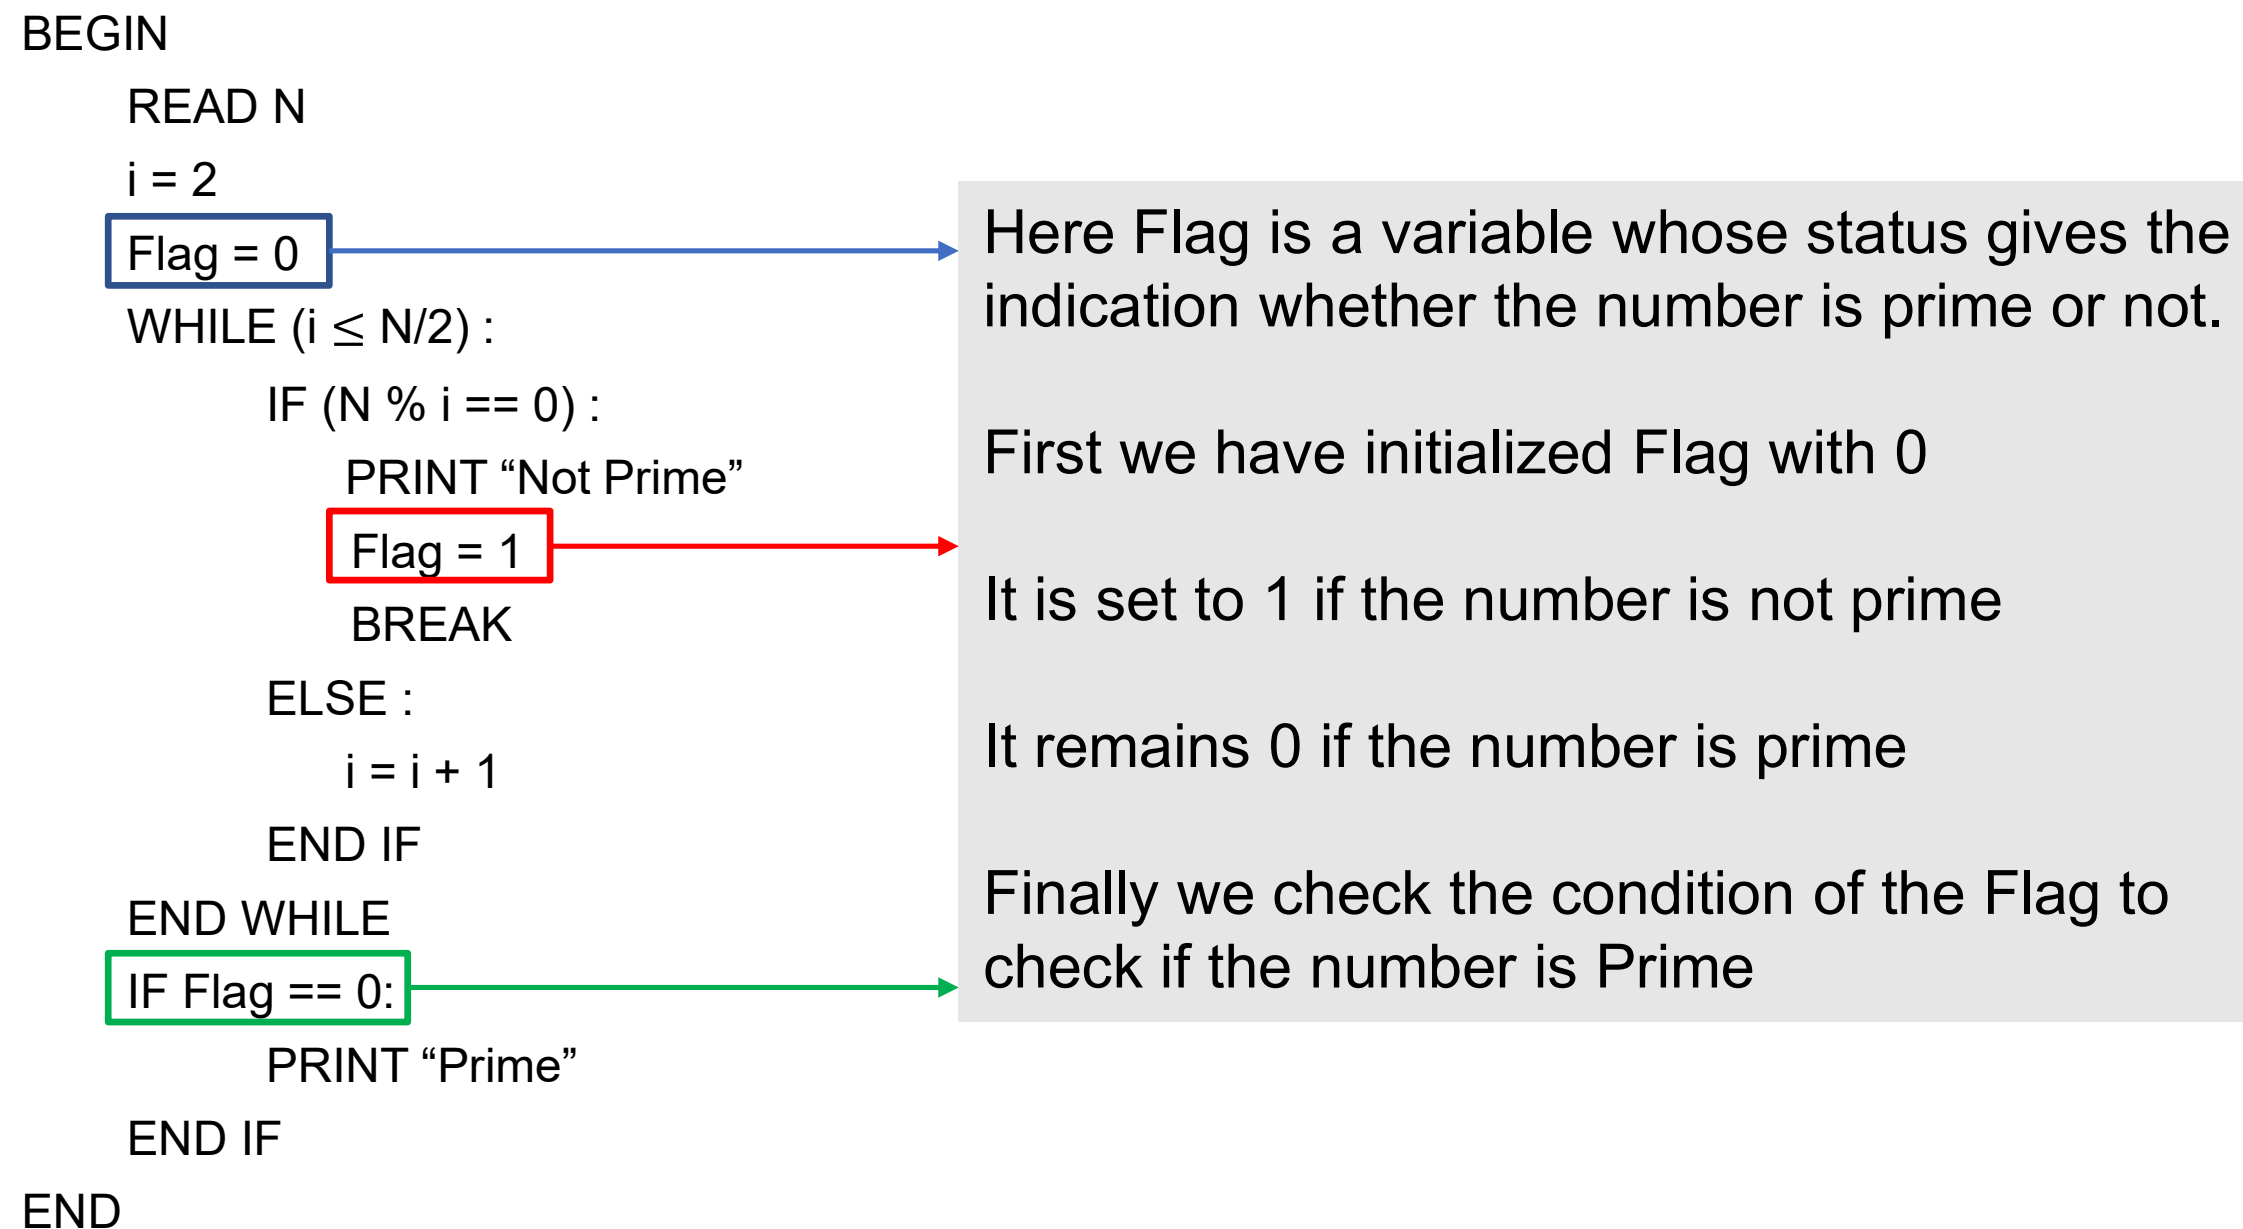 BEGIN
READ N
i = 2
Flag = 0
WHILE (i ≤ N/2) :
IF (N % i == 0) :
PRINT “Not Prime”
Flag = 1
BREAK
ELSE :
i = i + 1
END IF
END WHILE
IF Flag == 0:
PRINT “Prime”
END IF
END
Here Flag is a variable whose status gives the
indication whether the number is prime or not.
First we have initialized Flag with 0
It is set to 1 if the number is not prime
It remains 0 if the number is prime
Finally we check the condition of the Flag to
check if the number is Prime